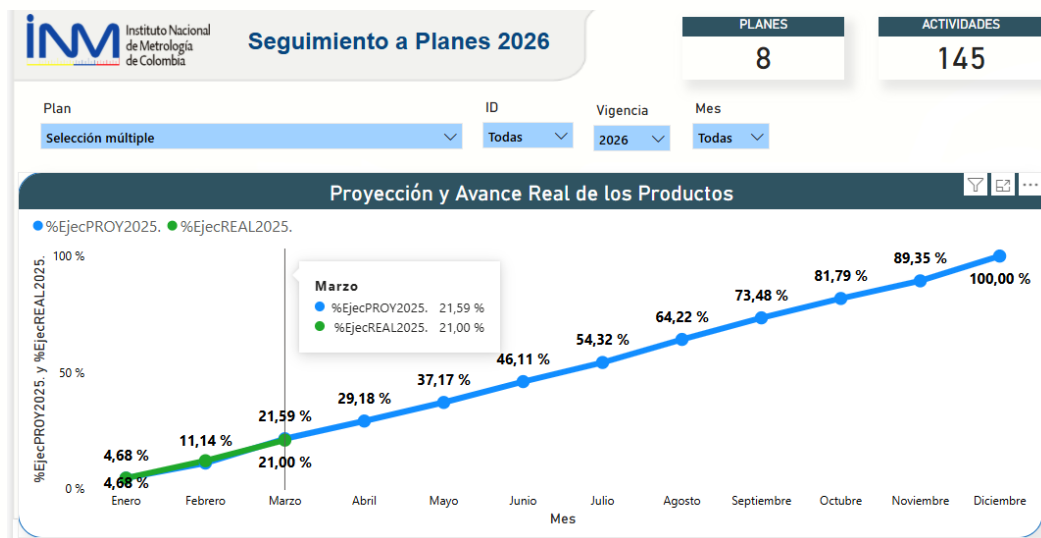 INM Instituto Nacional
de Metrología
de Colombia
Seguimiento a Planes 2026
PLANES
8
ACTIVIDADES
145
Plan
Selección múltiple
ID
Todas
Vigencia
2026
Mes
Todas
Proyección y Avance Real de los Productos
%EjecPROY2025. %EjecREAL2025.
%EjecPROY2025. y %EjecREAL2025.
100 %
50 %
0 %
Marzo
%EjecPROY2025. 21,59 %
%EjecREAL2025. 21,00 %
4,68 %
4,68 %
11,14 %
21,59 %
21,00 %
29,18 %
37,17 %
46,11 %
54,32 %
64,22 %
73,48 %
81,79 %
89,35 %
100,00 %
Enero Febrero Marzo Abril Mayo Junio Julio Agosto Septiembre Octubre Noviembre Diciembre
Mes